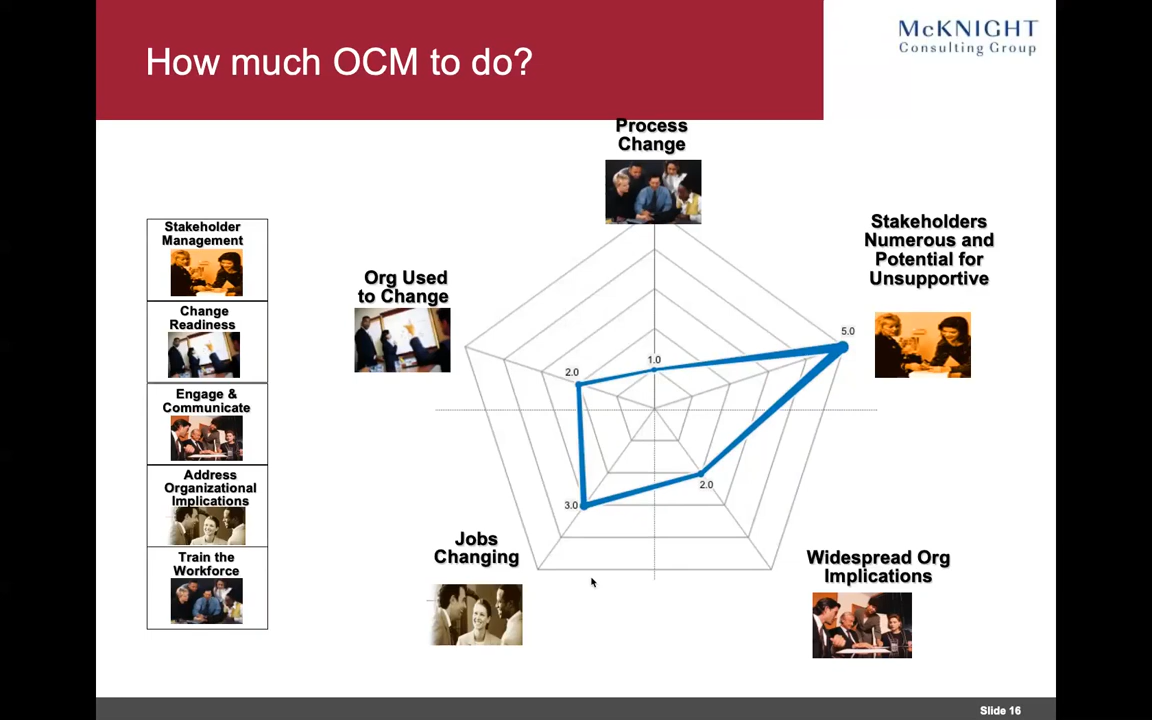 How much OCM to do?
McKNIGHT
Consulting Group
Stakeholder
Management
Change
Readiness
Engage &
Communicate
Address
Organizational
Implications
Train the
Workforce
Process
Change
Stakeholders
Numerous and
Potential for
Unsupportive
Org Used
to Change
5.0
1.0
2.0
2.0
3.0
Jobs
Changing
Widespread Org
Implications
Slide 16